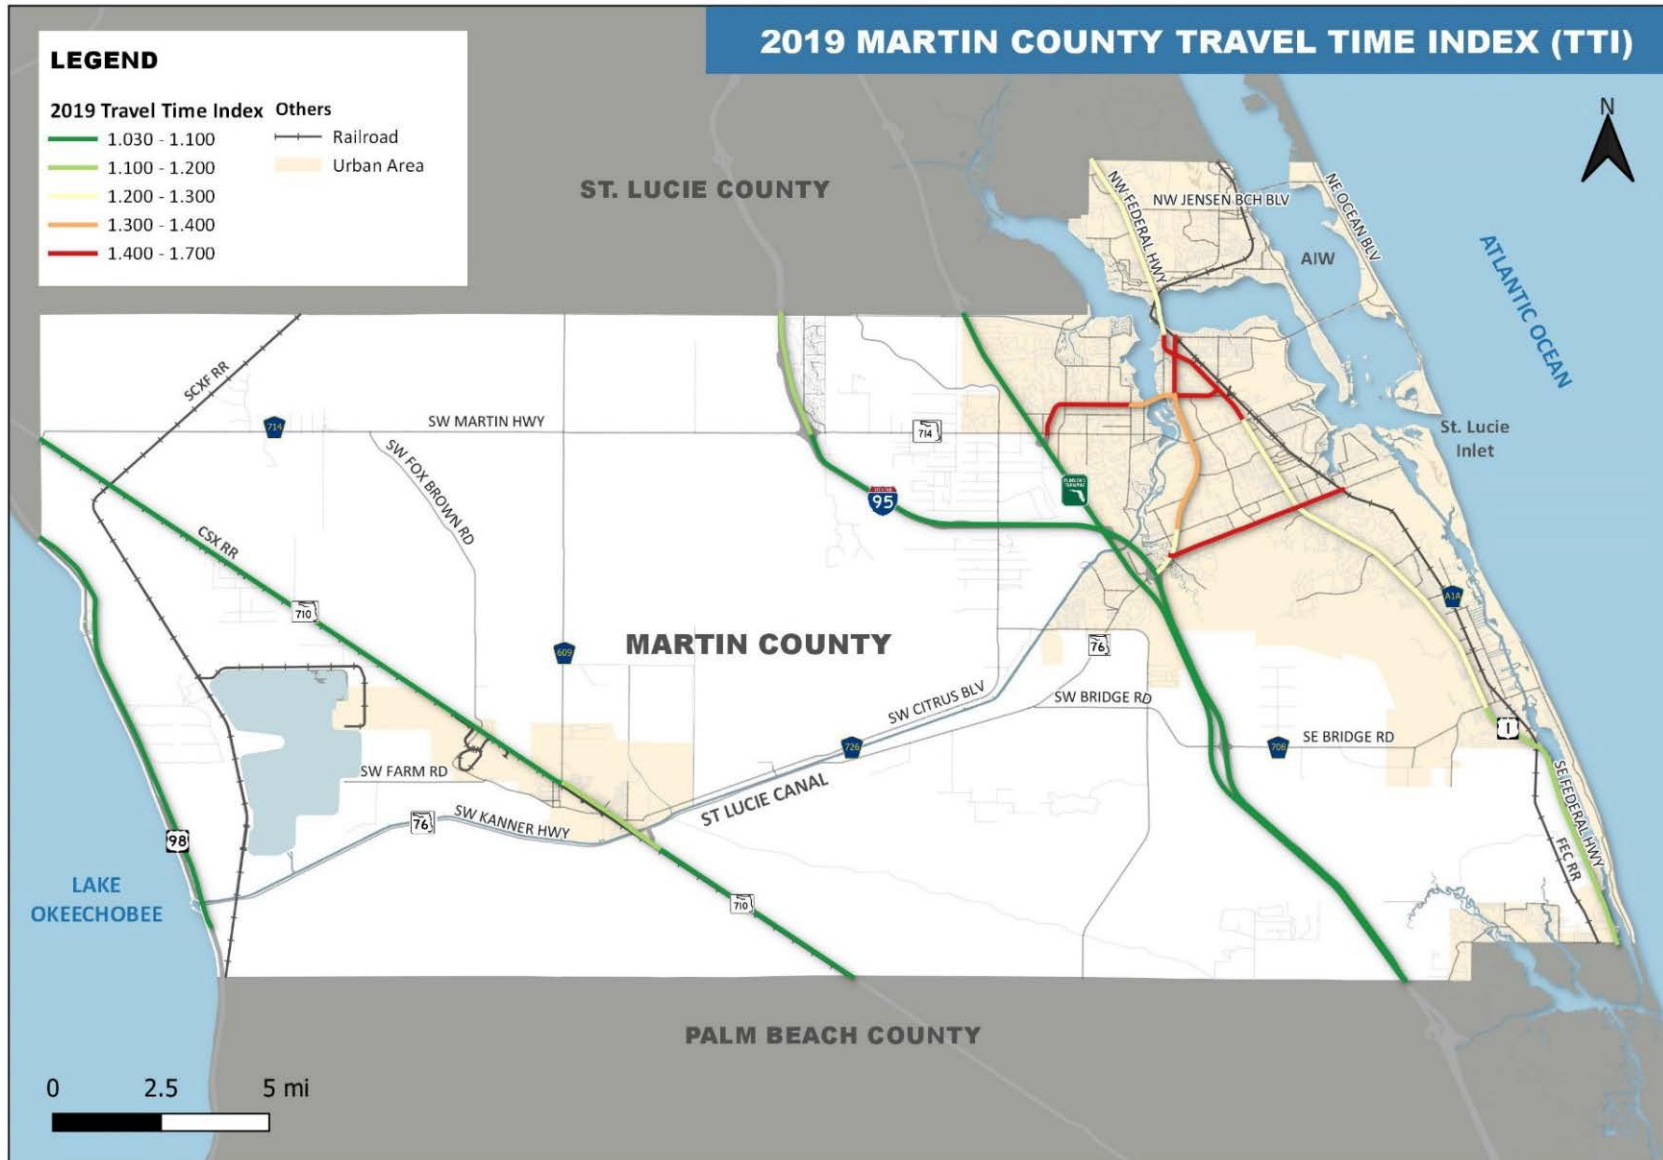 2019 MARTIN COUNTY TRAVEL TIME INDEX (TTI)
LEGEND
2019 Travel Time Index
1.030 - 1.100
1.100 - 1.200
1.200 - 1.300
1.300 - 1.400
1.400 - 1.700
Others
Railroad
Urban Area
N
ST. LUCIE COUNTY
NW FEDERAL HWY
NW JENSEN BCH BLV
NE OCEAN BLV
AIW
ATLANTIC OCEAN
SCXF RR
714
SW MARTIN HWY
714
St. Lucie
Inlet
SW FOX BROWN RD
95
CSX RR
710
A1A
609
MARTIN COUNTY
76
SW CITRUS BLV
SW BRIDGE RD
726
708
SE BRIDGE RD
1
SW FARM RD
ST LUCIE CANAL
SE FEDERAL HWY
76
SW KANNER HWY
98
FEC RR
LAKE
OKEECHOBEE
710
PALM BEACH COUNTY
0 2.5 5 mi